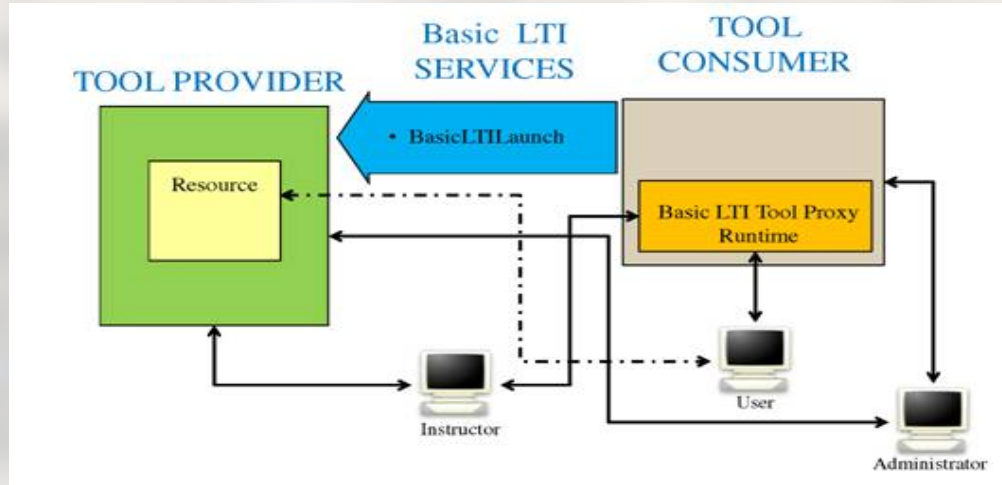 Basic LTI
SERVICES
TOOL
CONSUMER
TOOL PROVIDER
• BasicLTILaunch
Resource
Basic LTI Tool Proxy
Runtime
Instructor
User
Administrator